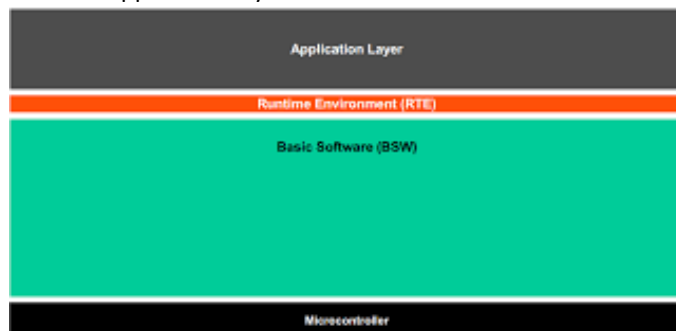 Application Layer
Runtime Environment (RTE)
Basic Software (BSW)
Microcontroller